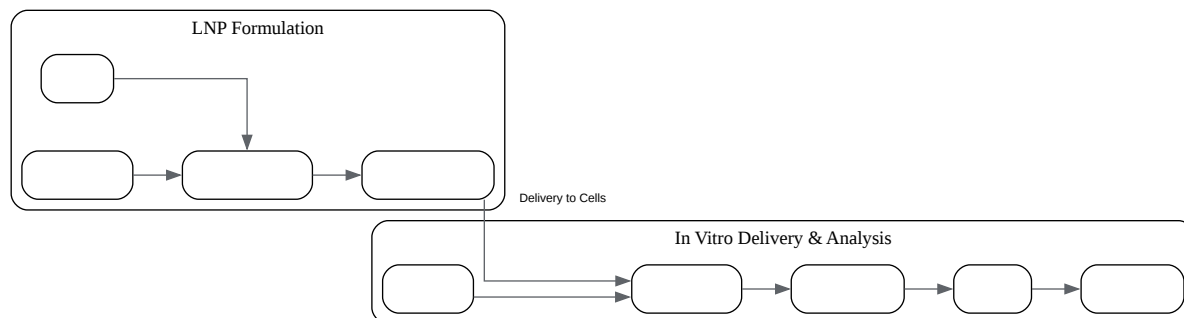 LNP Formulation
Delivery to Cells
In Vitro Delivery & Analysis